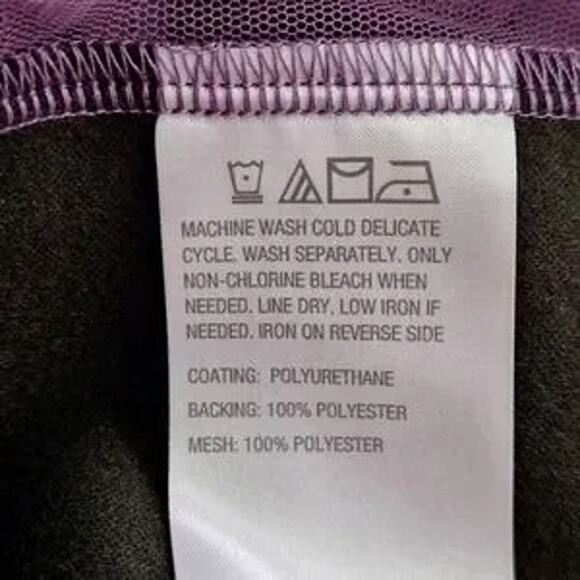 MACHINE WASH COLD DELICATE
CYCLE. WASH SEPARATELY. ONLY
NON-CHLORINE BLEACH WHEN
NEEDED. LINE DRY. LOW IRON IF
NEEDED. IRON ON REVERSE SIDE
COATING: POLYURETHANE
BACKING: 100% POLYESTER
MESH: 100% POLYESTER